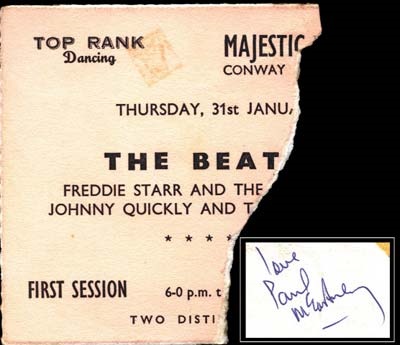 TOP RANK MAJESTIC
Dancing CONWAY
THURSDAY, 31st JANU
THE BEAT
FREDDIE STARR AND THE
JOHNNY QUICKLY AND T
* * * *
FIRST SESSION 6-0 p.m. t
TWO DISTI
love
Paul
McCartney